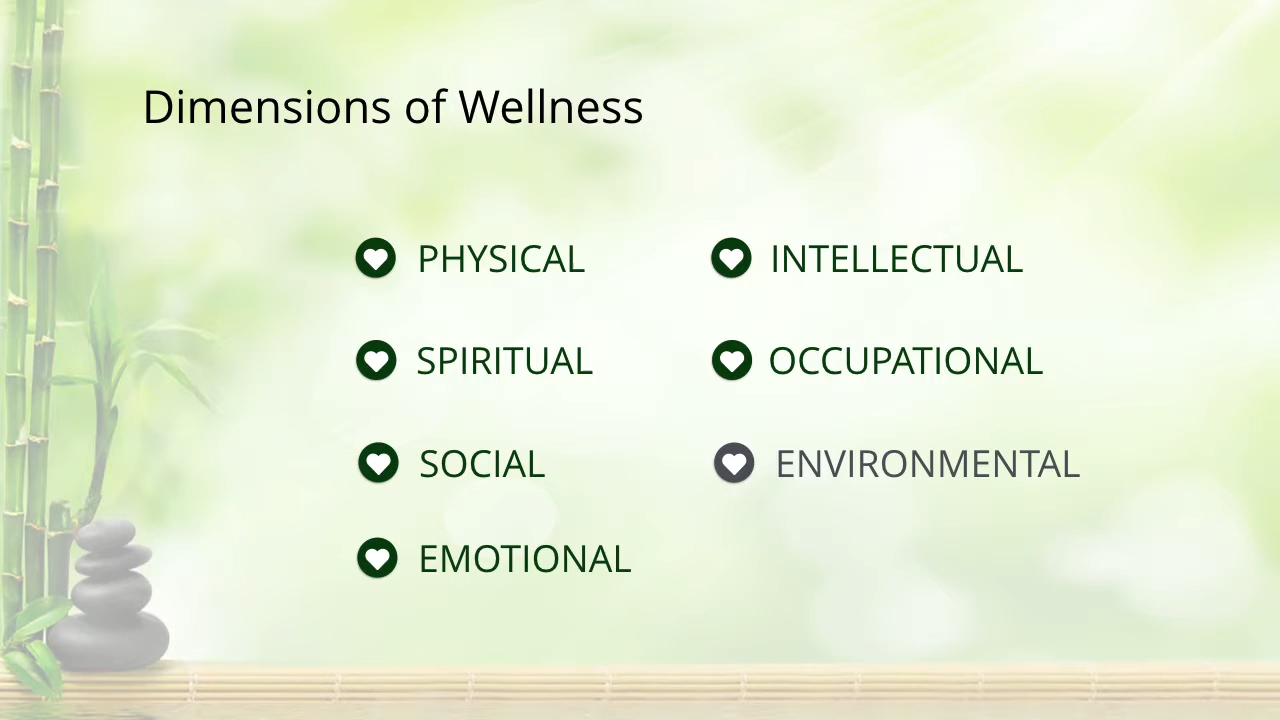 Dimensions of Wellness
PHYSICAL
SPIRITUAL
SOCIAL
EMOTIONAL
INTELLECTUAL
OCCUPATIONAL
ENVIRONMENTAL